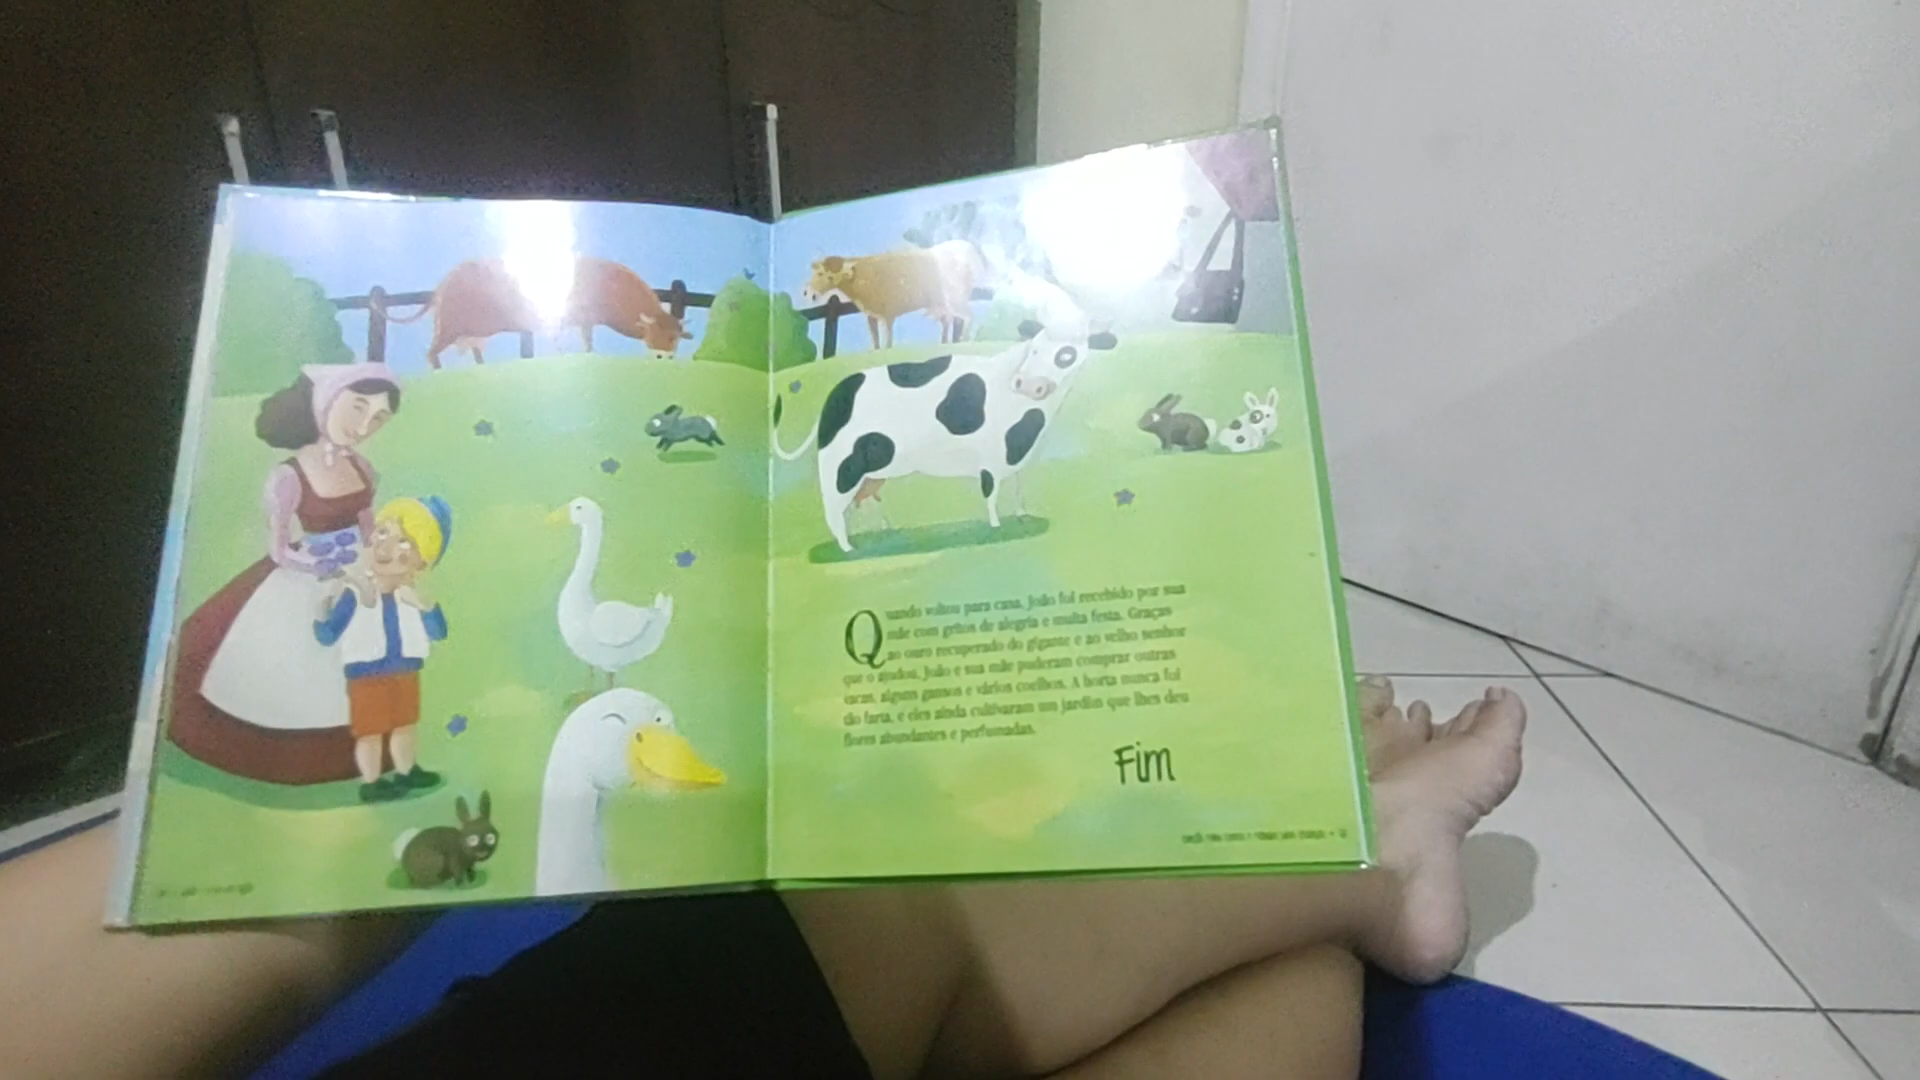 Quando voltou para casa, João foi recebido por sua
mãe com gritos de alegria e muita festa. Graças
ao ouro recuperado do gigante e ao velho senhor
que o ajudou, João e sua mãe puderam comprar outras
vacas, alguns gansos e vários coelhos. A horta nunca foi
tão farta, e eles ainda cultivaram um jardim que lhes deu
flores abundantes e perfumadas.
Fim